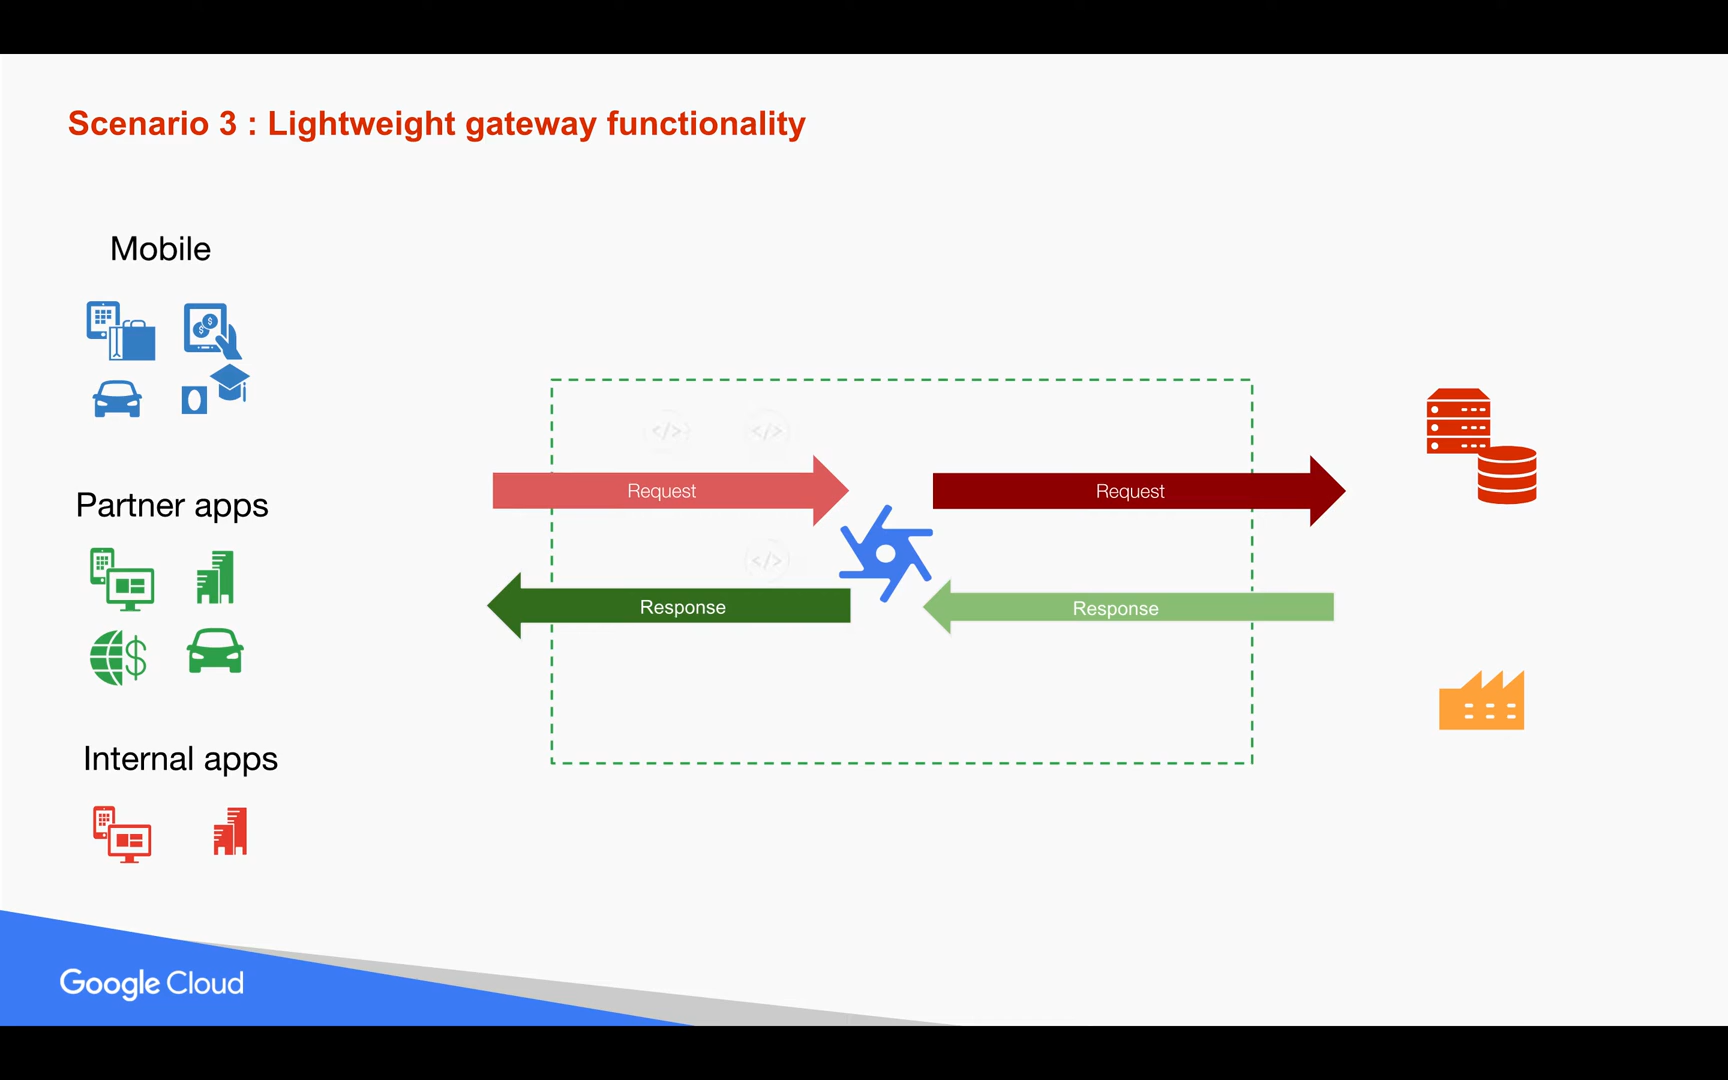 Scenario 3 : Lightweight gateway functionality
Mobile
Partner apps
Internal apps
</>
</>
Request
Request
</>
Response
Response
Google Cloud